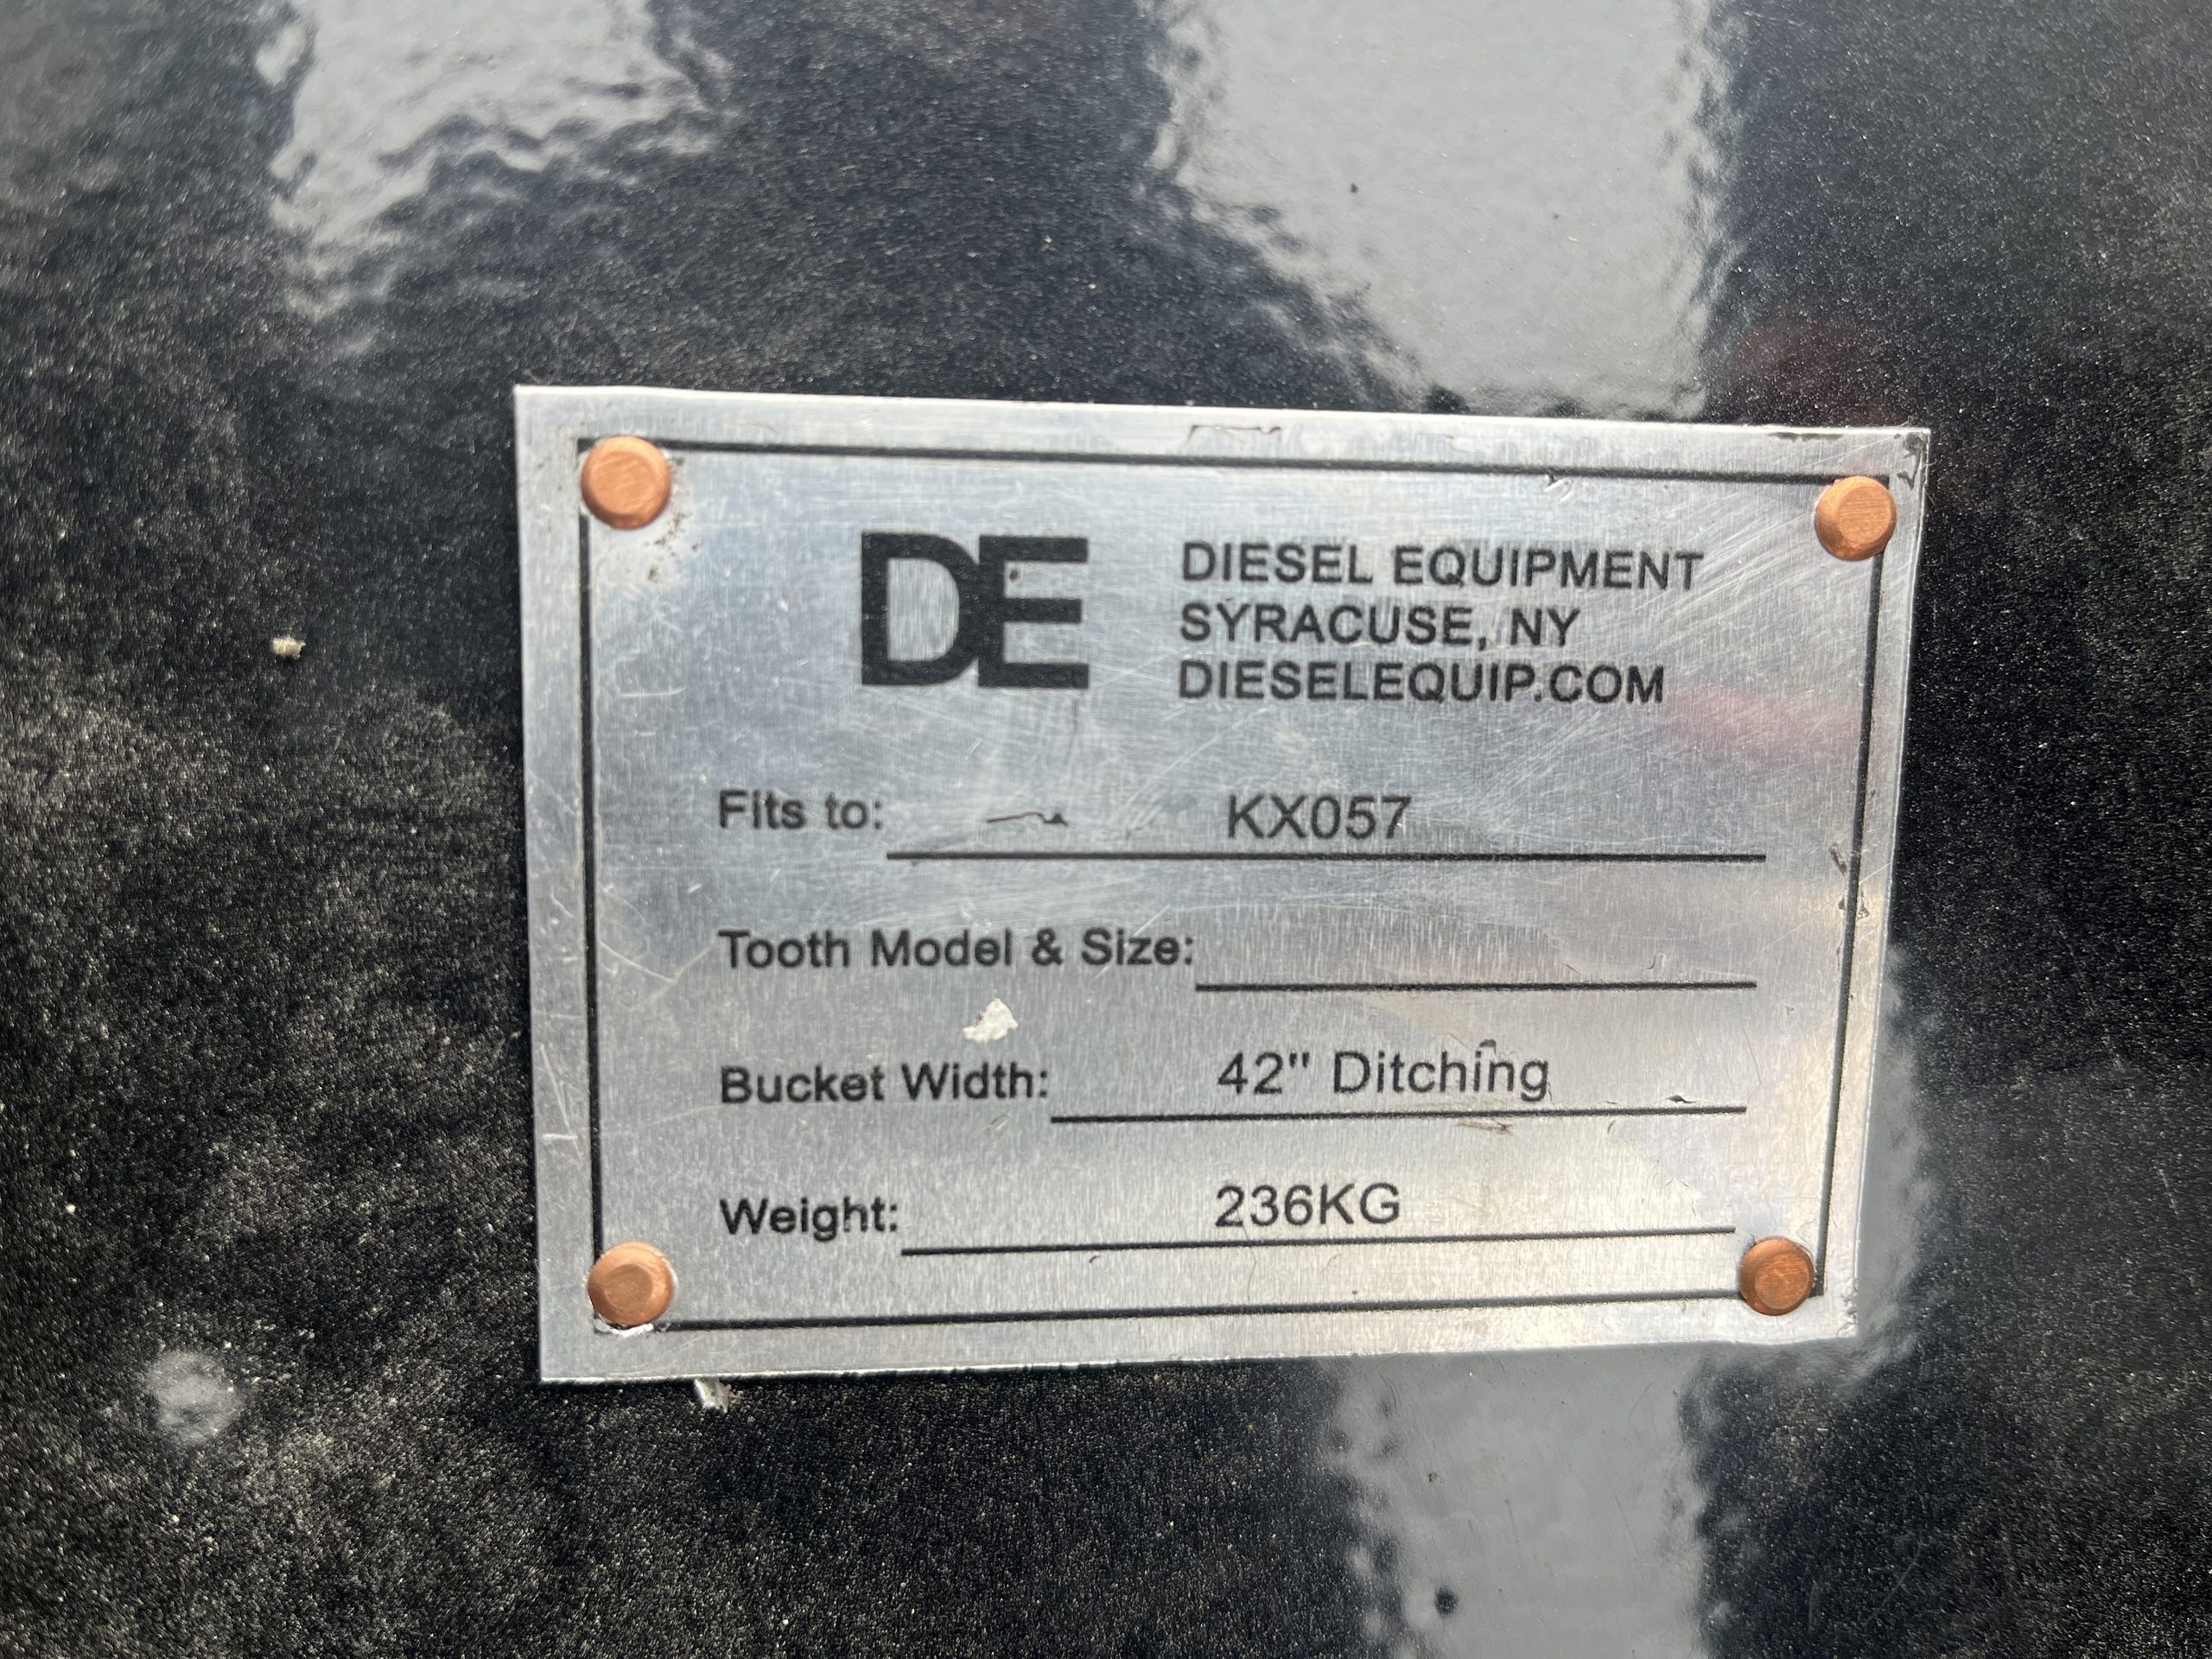 DE
DIESEL EQUIPMENT
SYRACUSE, NY
DIESELEQUIP.COM
Fits to: KX057
Tooth Model & Size:
Bucket Width: 42" Ditching
Weight: 236KG